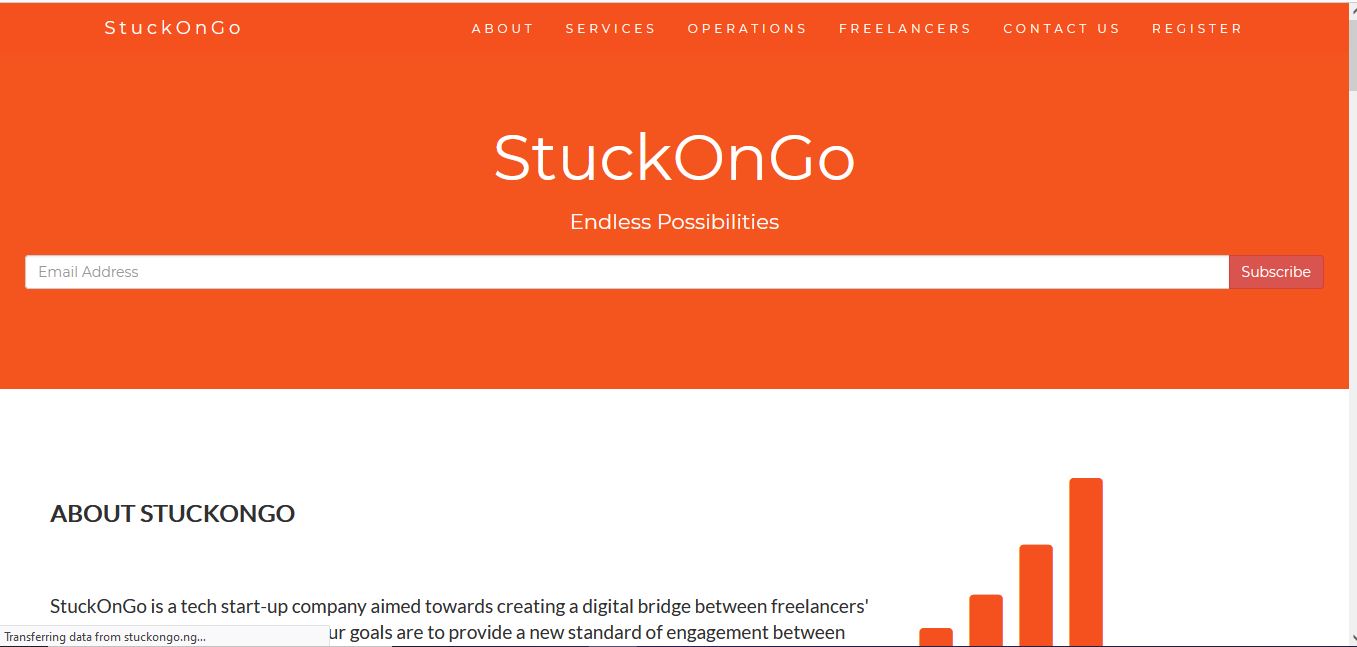 StuckOnGo ABOUT SERVICES OPERATIONS FREELANCERS CONTACT US REGISTER
StuckOnGo
Endless Possibilities
Email Address Subscribe
ABOUT STUCKONGO
StuckOnGo is a tech start-up company aimed towards creating a digital bridge between freelancers'
ur goals are to provide a new standard of engagement between
Transferring data from stuckongo.ng...